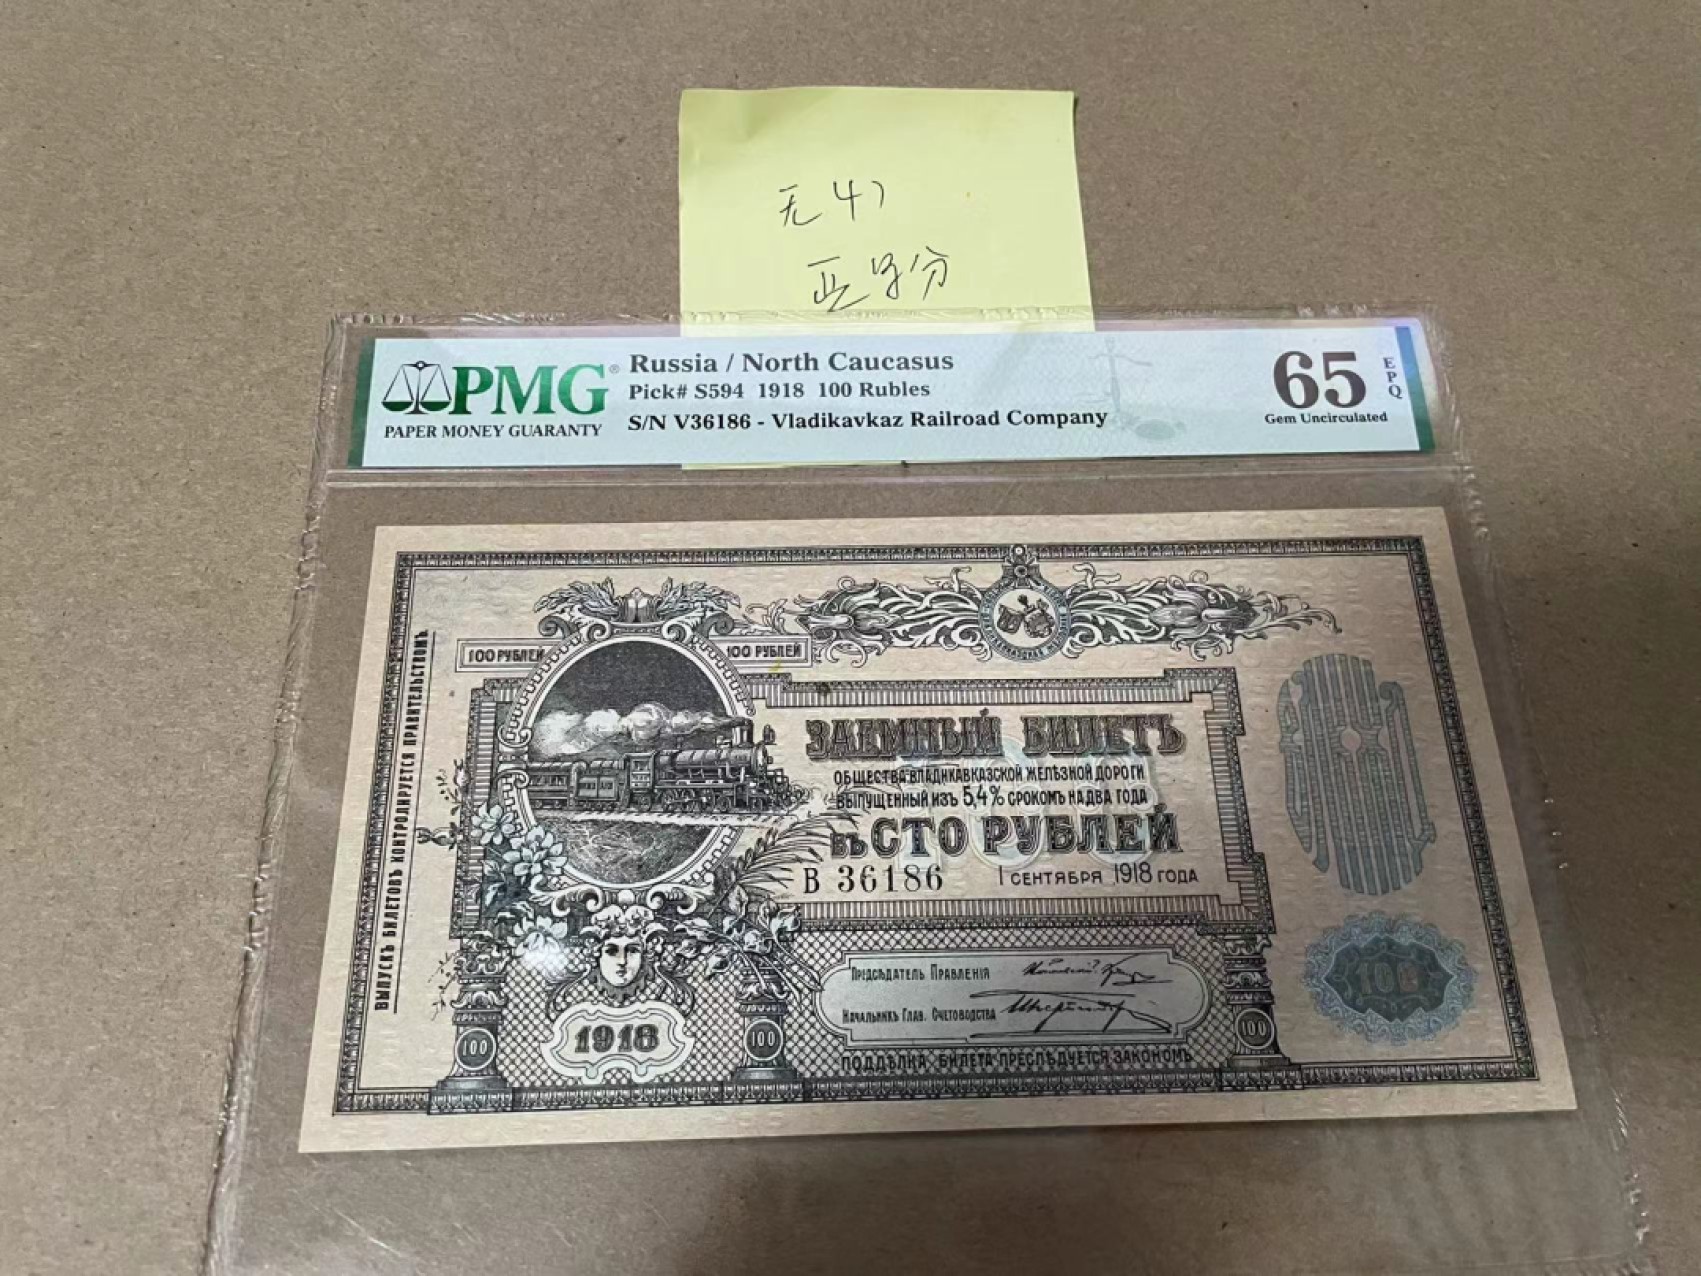 无47
亚军分
PMG®
PAPER MONEY GUARANTY
Russia / North Caucasus
Pick# S594 1918 100 Rubles
S/N V36186 - Vladikavkaz Railroad Company
65 EPQ
Gem Uncirculated
100 РУБЛЕЙ 100 РУБЛЕЙ
ВЫПУСКЪ БИЛЕТОВЪ КОНТРОЛИРУЕТСЯ ПРАВИТЕЛЬСТВОМЪ
ЗАЕМНЫЙ БИЛЕТЪ
ОБЩЕСТВА ВЛАДИКАВКАЗСКОЙ ЖЕЛѢЗНОЙ ДОРОГИ
ВЫПУЩЕННЫЙ ИЗЪ 5,4% СРОКОМЪ НА ДВА ГОДА
ВЪ СТО РУБЛЕЙ
В 36186 1 СЕНТЯБРЯ 1918 ГОДА
ПРЕДСѢДАТЕЛЬ ПРАВЛЕНІЯ
НАЧАЛЬНИКЪ ГЛАВ. СЧЕТОВОДСТВА
100
1918
100 100 100
ПОДДѢЛКА БИЛЕТА ПРЕСЛѢДУЕТСЯ ЗАКОНОМЪ